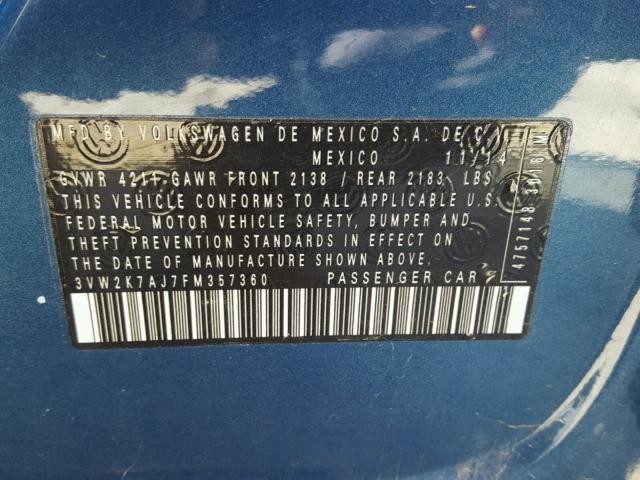 MFD BY VOLKSWAGEN DE MEXICO S.A. DE C.V.
MEXICO 11/14
GVWR 4211 GAWR FRONT 2138 / REAR 2183 LBS
THIS VEHICLE CONFORMS TO ALL APPLICABLE U.S.
FEDERAL MOTOR VEHICLE SAFETY, BUMPER AND
THEFT PREVENTION STANDARDS IN EFFECT ON
THE DATE OF MANUFACTURE SHOWN ABOVE.
3VW2K7AJ7FM357360 PASSENGER CAR
4757148